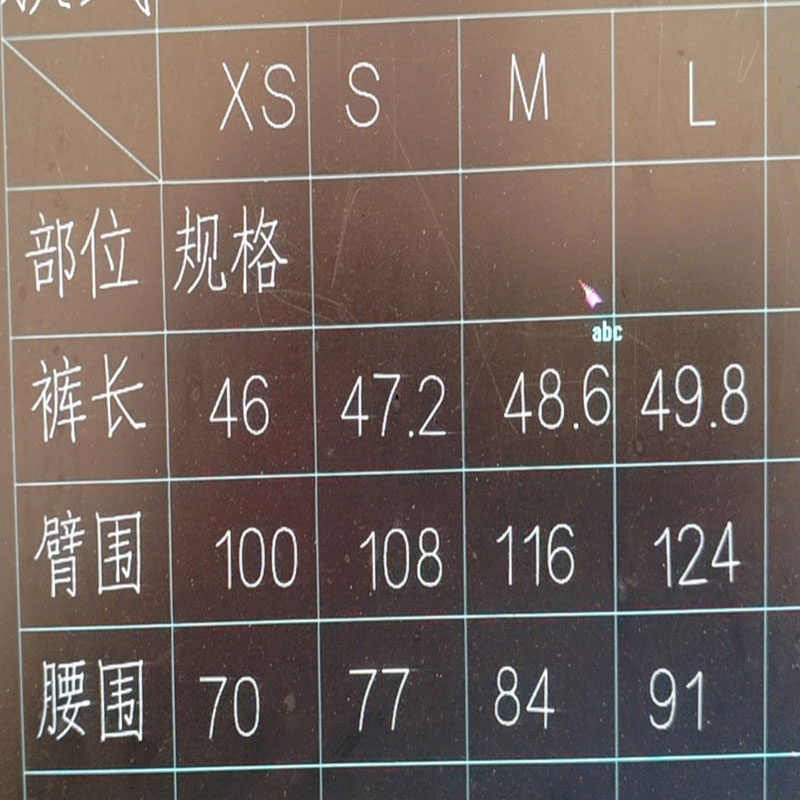 XS S M L
部位 规格
裤长 46 47.2 48.6 49.8
abc
臂围 100 108 116 124
腰围 70 77 84 91